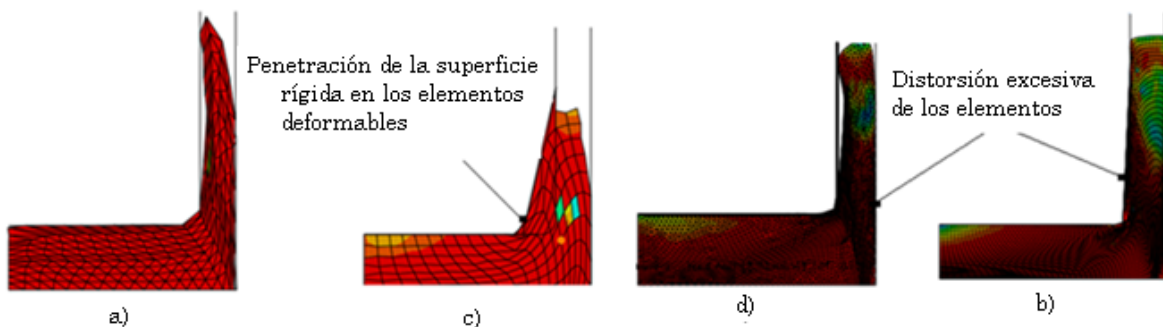 Penetración de la superficie
rígida en los elementos
deformables
Distorsión excesiva
de los elementos
a)
c)
d)
b)